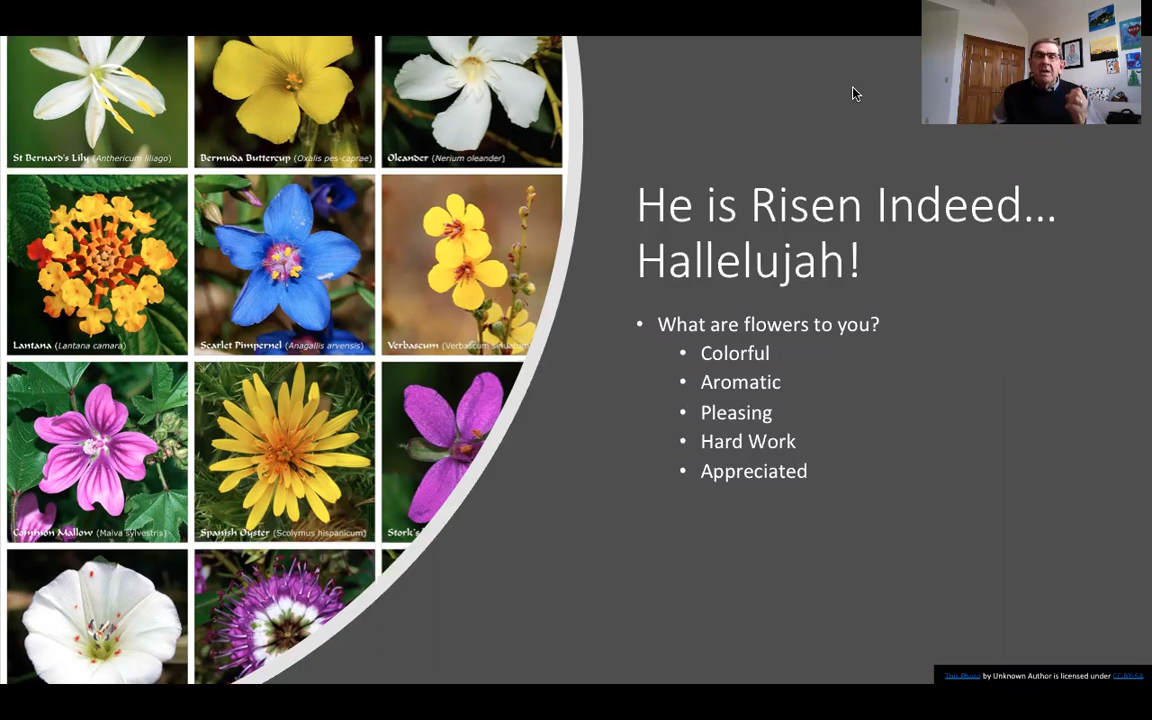 St Bernard's Lily (Anthericum liliago)
Bermuda Buttercup (Oxalis pes-caprae)
Oleander (Nerium oleander)
Lantana (Lantana camara)
Scarlet Pimpernel (Anagallis arvensis)
Verbascum (Verbascum sinuatum
Common Mallow (Malva sylvestris)
Spanish Oyster (Scolymus hispanicum)
Stork's
He is Risen Indeed...
Hallelujah!
• What are flowers to you?
• Colorful
• Aromatic
• Pleasing
• Hard Work
• Appreciated
This Photo by Unknown Author is licensed under CC BY-SA